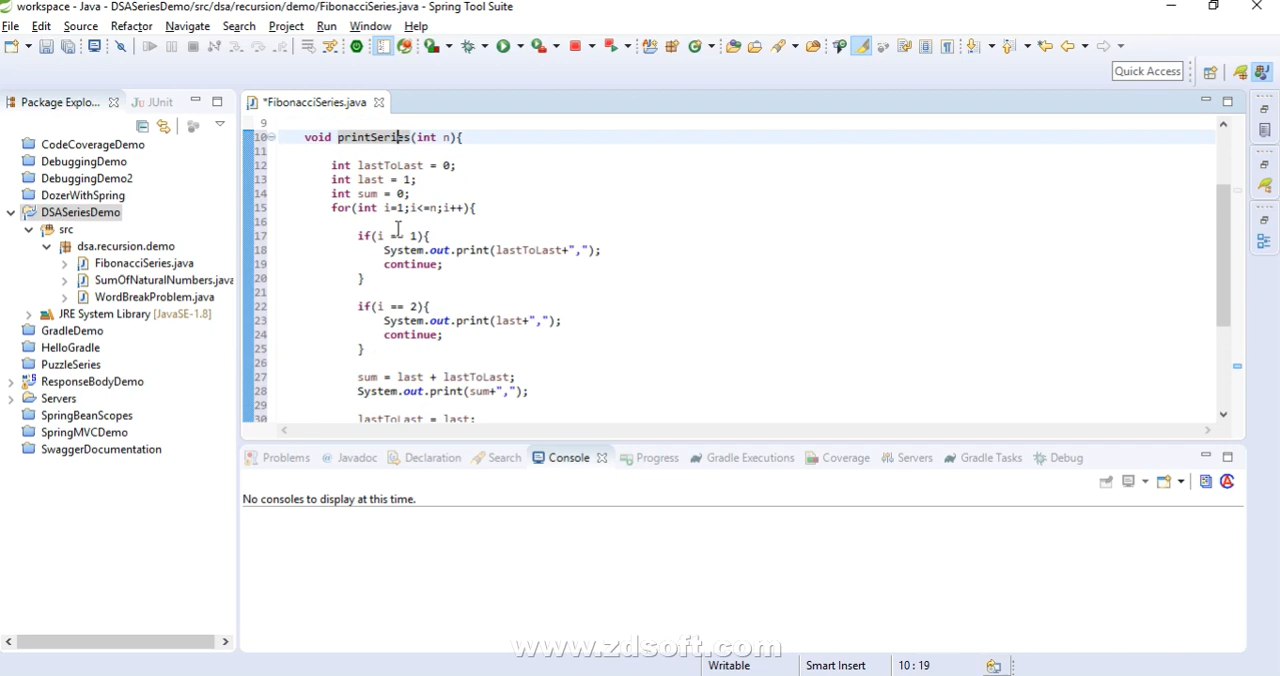 workspace - Java - DSASeriesDemo/src/dsa/recursion/demo/FibonacciSeries.java - Spring Tool Suite
File Edit Source Refactor Navigate Search Project Run Window Help
Quick Access
Package Explo... JUnit
*FibonacciSeries.java
CodeCoverageDemo
DebuggingDemo
DebuggingDemo2
DozerWithSpring
DSASeriesDemo
src
dsa.recursion.demo
FibonacciSeries.java
SumOfNaturalNumbers.java
WordBreakProblem.java
JRE System Library [JavaSE-1.8]
GradleDemo
HelloGradle
PuzzleSeries
ResponseBodyDemo
Servers
SpringBeanScopes
SpringMVCDemo
SwaggerDocumentation
9
10 void printSeries(int n){
11
12 int lastToLast = 0;
13 int last = 1;
14 int sum = 0;
15 for(int i=1;i<=n;i++){
16
17 if(i == 1){
18 System.out.print(lastToLast+",");
19 continue;
20 }
21
22 if(i == 2){
23 System.out.print(last+",");
24 continue;
25 }
26
27 sum = last + lastToLast;
28 System.out.print(sum+",");
29
30 lastToLast = last;
Problems Javadoc Declaration Search Console Progress Gradle Executions Coverage Servers Gradle Tasks Debug
No consoles to display at this time.
www.zdsoft.com
Writable Smart Insert 10 : 19